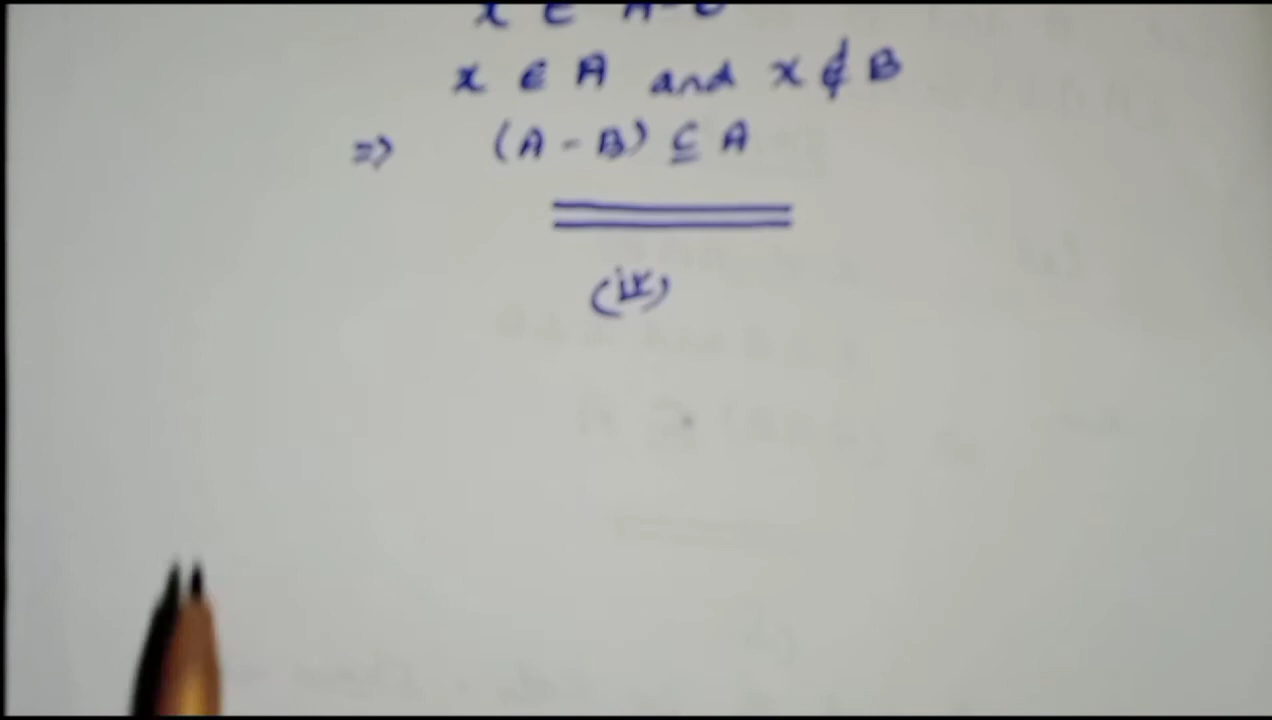 x ∈ A-
x ∈ A and x ∉ B
=> (A - B) ⊆ A
(iv)